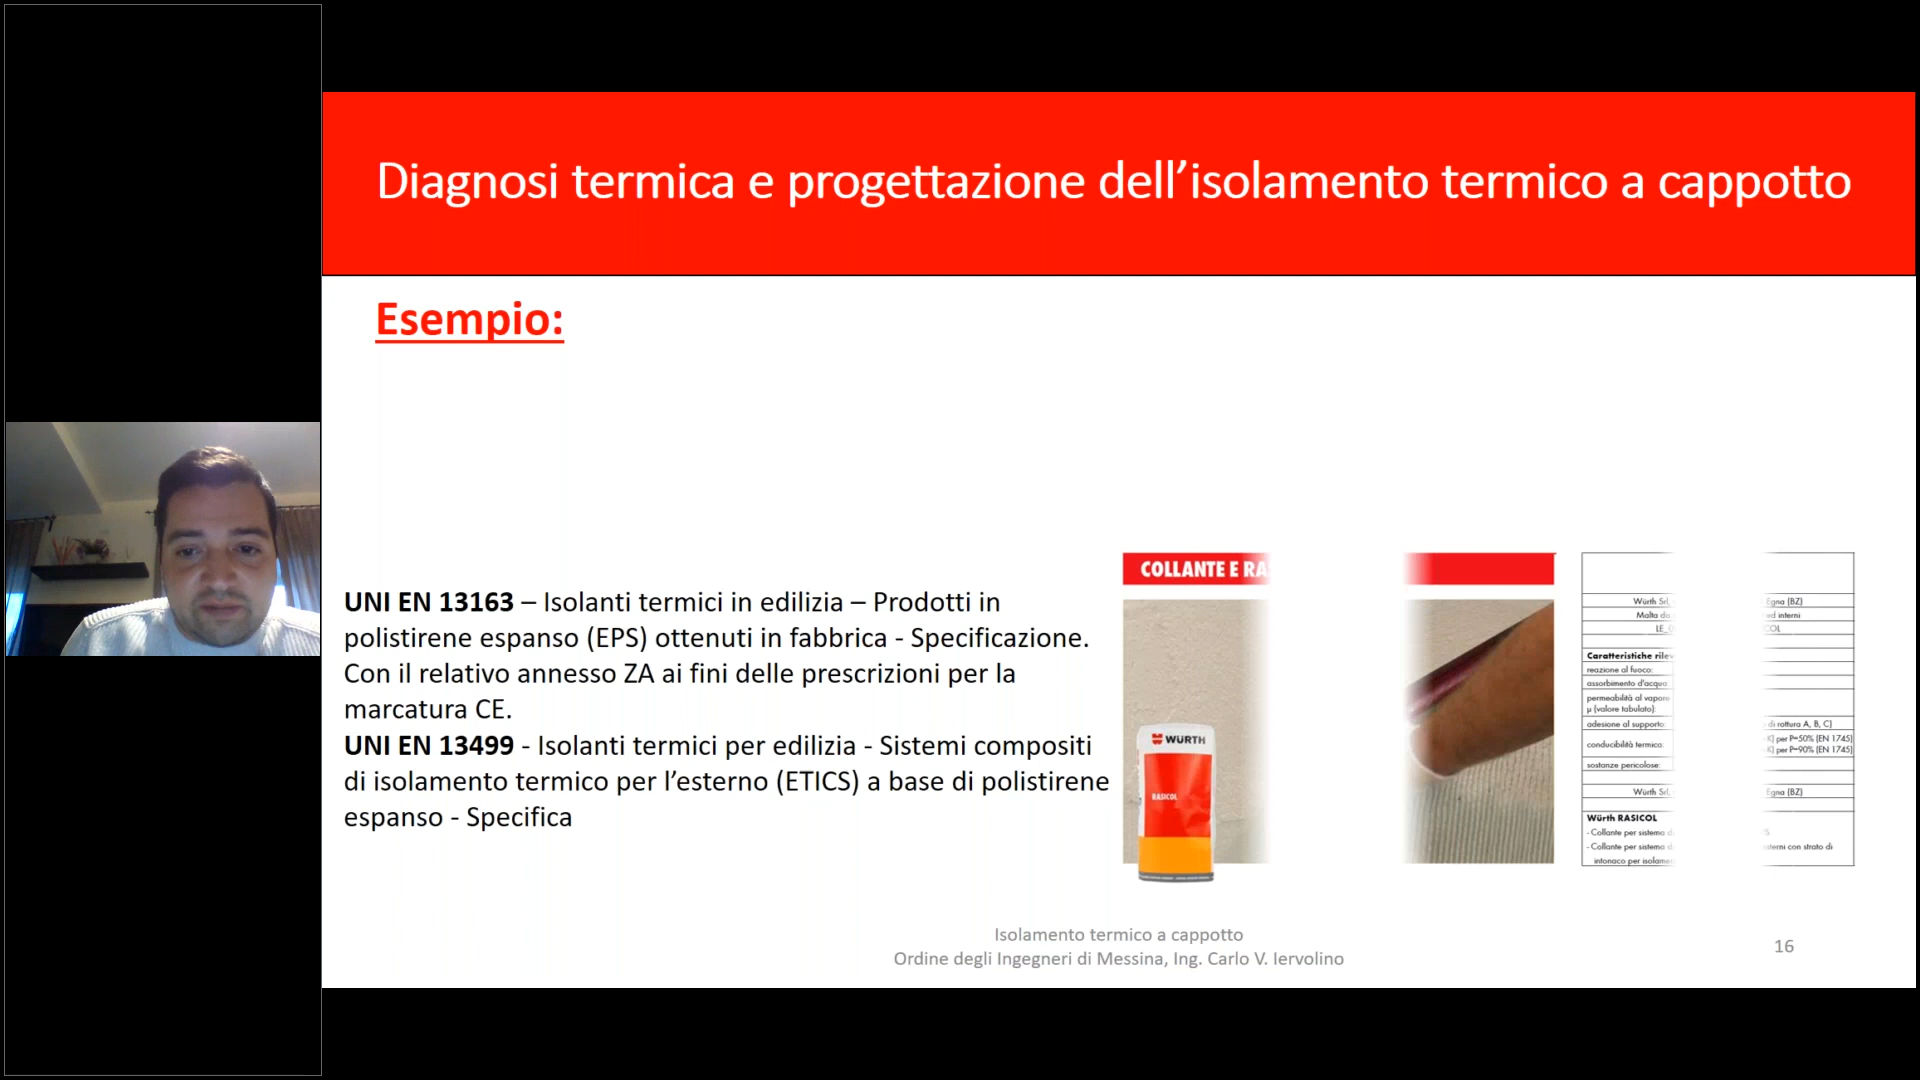 Diagnosi termica e progettazione dell’isolamento termico a cappotto
Esempio:
UNI EN 13163 – Isolanti termici in edilizia – Prodotti in
polistirene espanso (EPS) ottenuti in fabbrica - Specificazione.
Con il relativo annesso ZA ai fini delle prescrizioni per la
marcatura CE.
UNI EN 13499 - Isolanti termici per edilizia - Sistemi compositi
di isolamento termico per l’esterno (ETICS) a base di polistirene
espanso - Specifica
COLLANTE E RA
WÜRTH
RASICOL
Würth Srl, Egna (BZ)
Malta ed interni
LE_ COL
Caratteristiche rilev
reazione al fuoco:
assorbimento d'acqua:
permeabilità al vapore
µ (valore tabulato):
adesione al supporto: di rottura A, B, C)
conducibilità termica: K) per P=50% (EN 1745)
K) per P=90% (EN 1745)
sostanze pericolose:
Würth Srl, Egna (BZ)
Würth RASICOL
- Collante per sistema d
- Collante per sistema d sterni con strato di
intonaco per isolamen
Isolamento termico a cappotto
Ordine degli Ingegneri di Messina, Ing. Carlo V. Iervolino
16